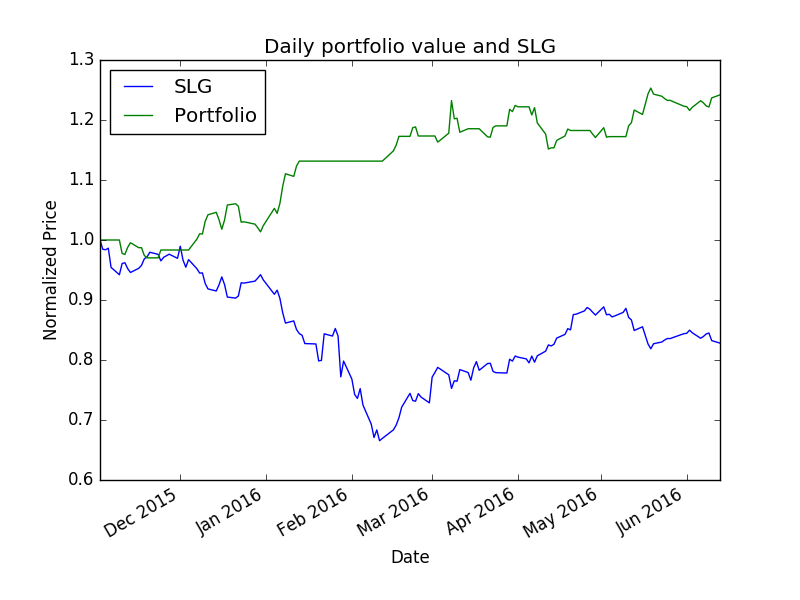 Daily portfolio value and SLG
1.3
1.2
1.1
1.0
0.9
0.8
0.7
0.6
Normalized Price
SLG
Portfolio
Dec 2015
Jan 2016
Feb 2016
Mar 2016
Apr 2016
May 2016
Jun 2016
Date